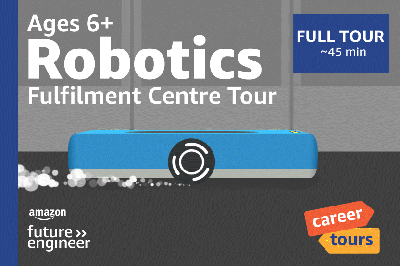 Ages 6+
Robotics
Fulfilment Centre Tour
FULL TOUR
~45 min
amazon
future
engineer
career
tours